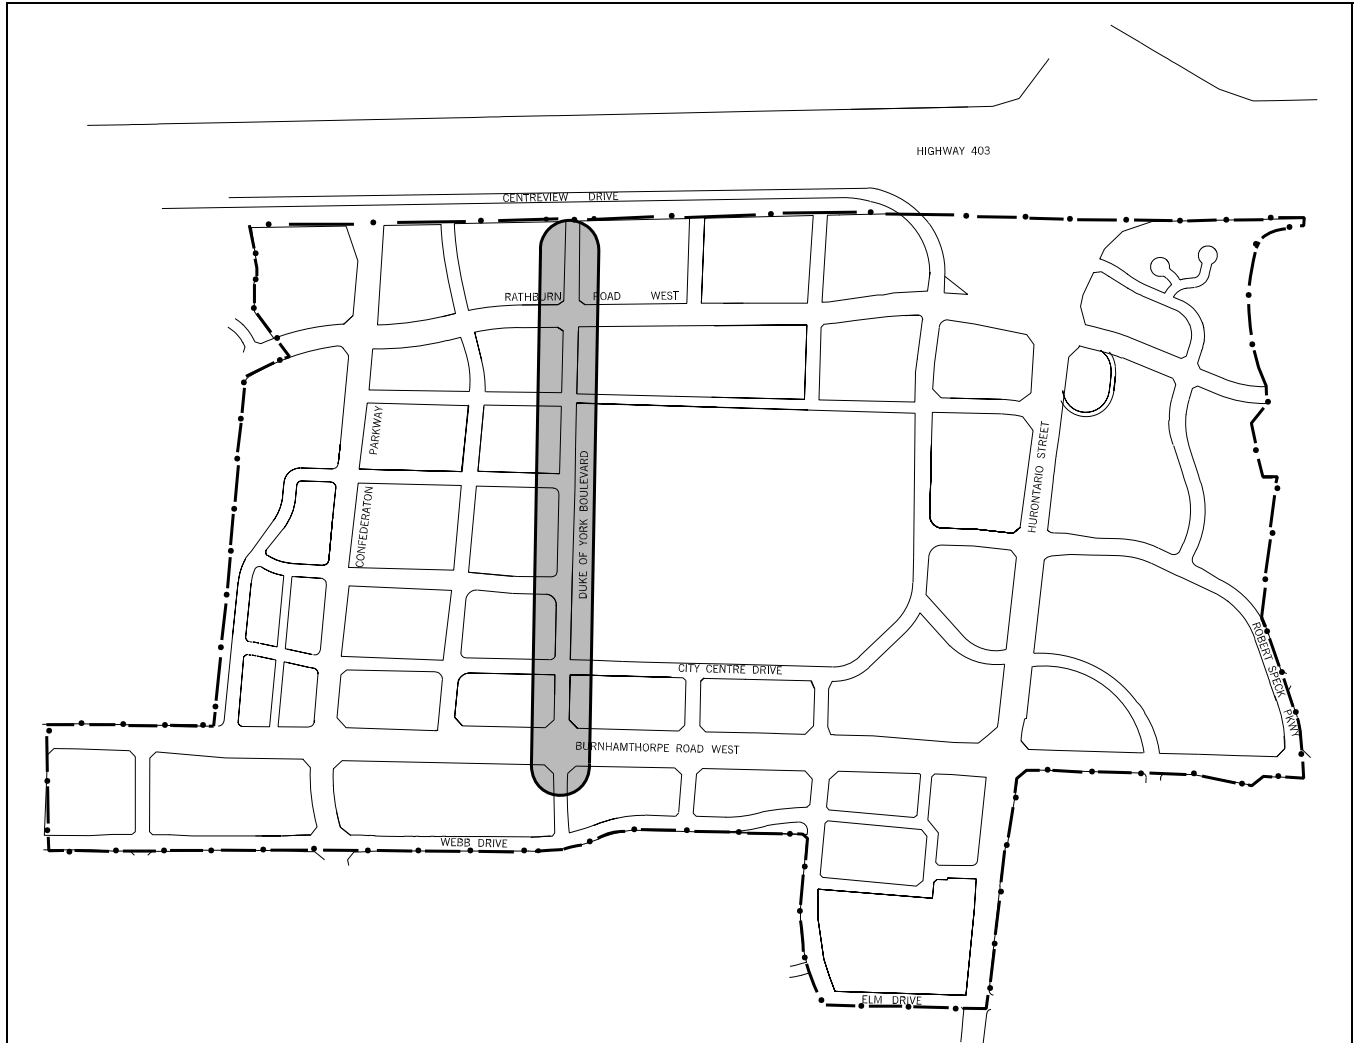 HIGHWAY 403
CENTREVIEW DRIVE
RATHBURN ROAD WEST
PARKWAY
CONFEDERATON
DUKE OF YORK BOULEVARD
HURONTARIO STREET
ROBERT SPECK PKWY
CITY CENTRE DRIVE
BURNHAMTHORPE ROAD WEST
WEBB DRIVE
ELM DRIVE